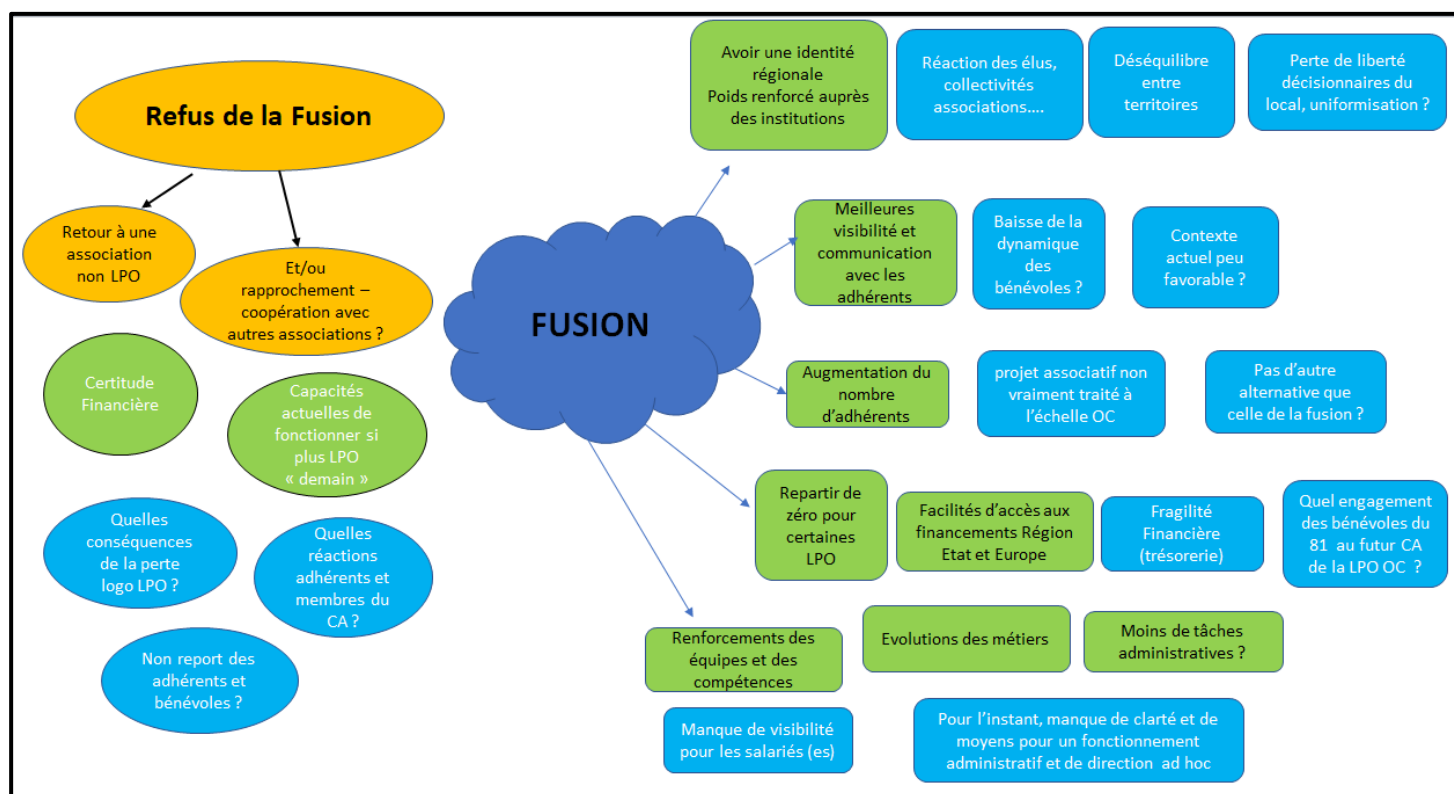 Refus de la Fusion
Retour à une
association
non LPO
Et/ou
rapprochement –
coopération avec
autres associations ?
Certitude
Financière
Capacités
actuelles de
fonctionner si
plus LPO
« demain »
Quelles
conséquences
de la perte
logo LPO ?
Quelles
réactions
adhérents et
membres du
CA ?
Non report des
adhérents et
bénévoles ?
FUSION
Avoir une identité
régionale
Poids renforcé auprès
des institutions
Réaction des élus,
collectivités
associations….
Déséquilibre
entre
territoires
Perte de liberté
décisionnaires du
local, uniformisation ?
Meilleures
visibilité et
communication
avec les
adhérents
Baisse de la
dynamique
des
bénévoles ?
Contexte
actuel peu
favorable ?
Augmentation du
nombre
d’adhérents
projet associatif non
vraiment traité à
l’échelle OC
Pas d’autre
alternative que
celle de la fusion ?
Repartir de
zéro pour
certaines
LPO
Facilités d’accès aux
financements Région
Etat et Europe
Fragilité
Financière
(trésorerie)
Quel engagement
des bénévoles du
81 au futur CA
de la LPO OC ?
Renforcements des
équipes et des
compétences
Evolutions des métiers
Moins de tâches
administratives ?
Manque de visibilité
pour les salariés (es)
Pour l’instant, manque de clarté et de
moyens pour un fonctionnement
administratif et de direction ad hoc